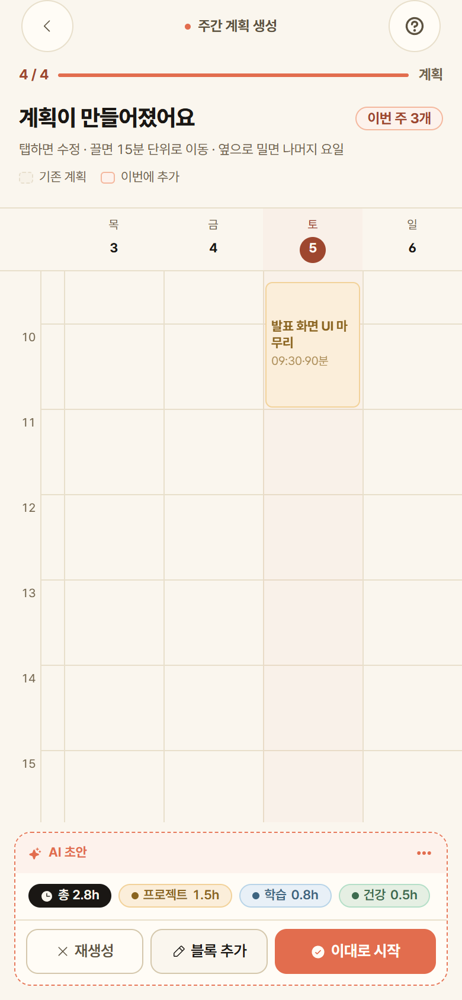 주간 계획 생성
4 / 4
계획
계획이 만들어졌어요
이번 주 3개
탭하면 수정 · 끌면 15분 단위로 이동 · 옆으로 밀면 나머지 요일
기존 계획
이번에 추가
목 금 토 일
3 4 5 6
발표 화면 UI 마
무리
09:30·90분
10
11
12
13
14
15
AI 초안
총 2.8h
프로젝트 1.5h
학습 0.8h
건강 0.5h
재생성
블록 추가
이대로 시작